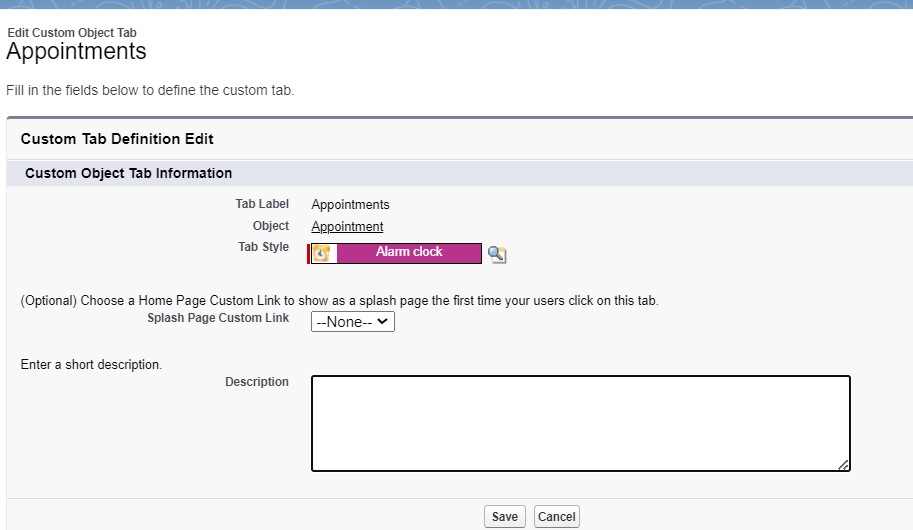 Edit Custom Object Tab
Appointments
Fill in the fields below to define the custom tab.
Custom Tab Definition Edit
Custom Object Tab Information
Tab Label Appointments
Object Appointment
Tab Style Alarm clock
(Optional) Choose a Home Page Custom Link to show as a splash page the first time your users click on this tab.
Splash Page Custom Link --None--
Enter a short description.
Description
Save Cancel